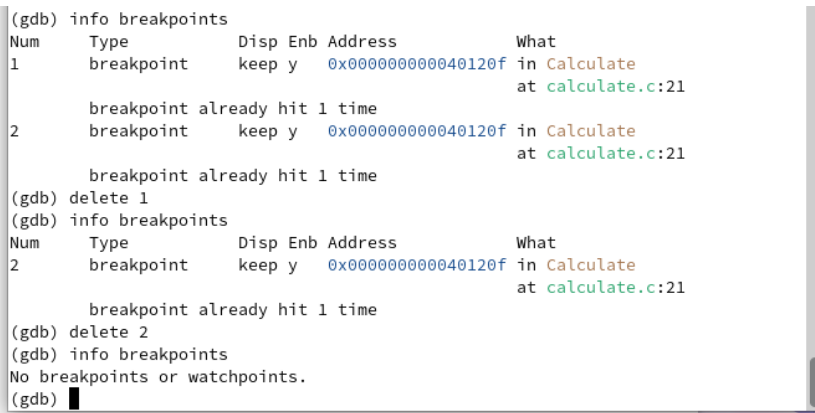 (gdb) info breakpoints
Num     Type           Disp Enb Address            What
1       breakpoint     keep y   0x000000000040120f in Calculate
                                                   at calculate.c:21
        breakpoint already hit 1 time
2       breakpoint     keep y   0x000000000040120f in Calculate
                                                   at calculate.c:21
        breakpoint already hit 1 time
(gdb) delete 1
(gdb) info breakpoints
Num     Type           Disp Enb Address            What
2       breakpoint     keep y   0x000000000040120f in Calculate
                                                   at calculate.c:21
        breakpoint already hit 1 time
(gdb) delete 2
(gdb) info breakpoints
No breakpoints or watchpoints.
(gdb)